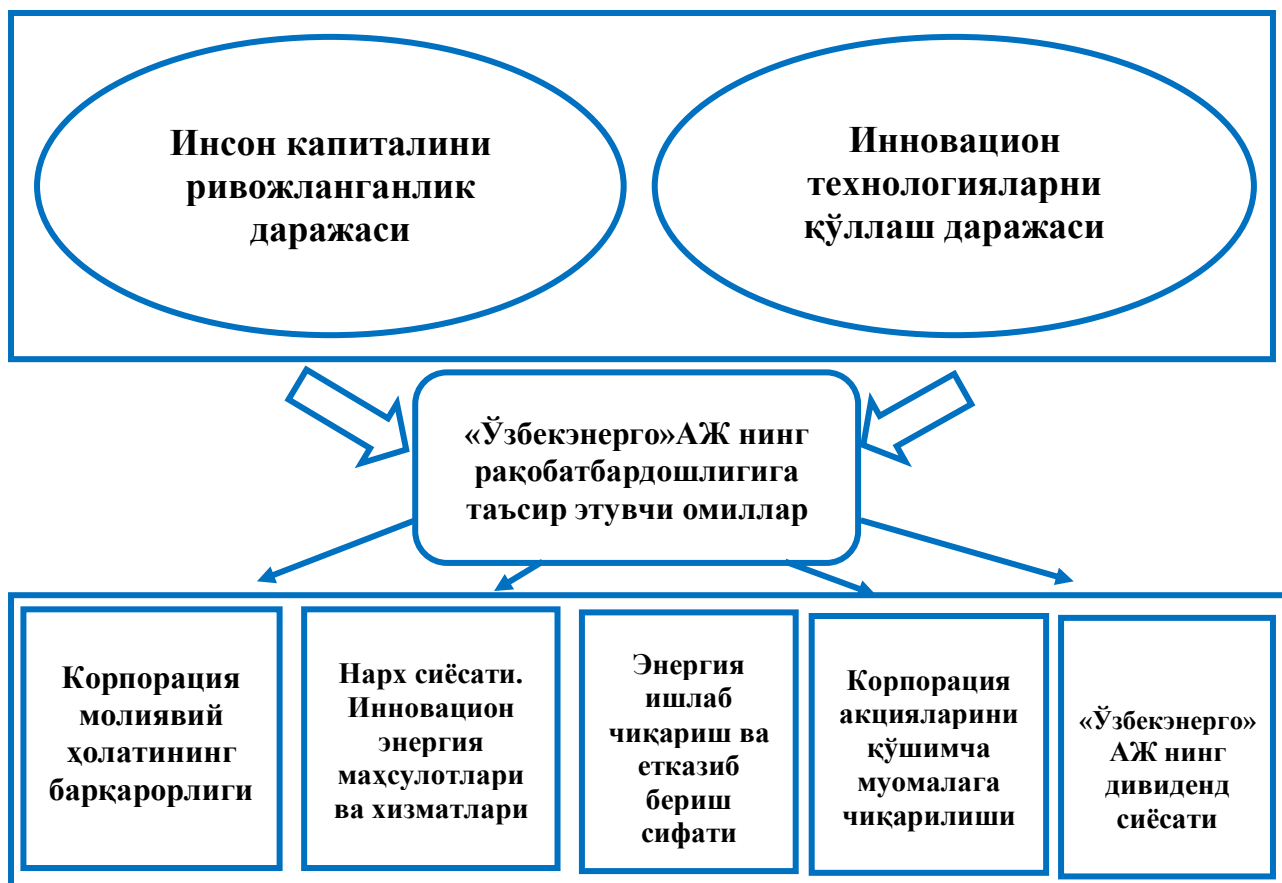 Инсон капиталини
ривожланганлик
даражаси
Инновацион
технологияларни
қўллаш даражаси
«Ўзбекэнерго»АЖ нинг
рақобатбардошлигига
таъсир этувчи омиллар
Корпорация
молиявий
ҳолатининг
барқарорлиги
Нарх сиёсати.
Инновацион
энергия
маҳсулотлари
ва хизматлари
Энергия
ишлаб
чиқариш ва
етказиб
бериш
сифати
Корпорация
акцияларини
қўшимча
муомалага
чиқарилиши
«Ўзбекэнерго»
АЖ нинг
дивиденд
сиёсати